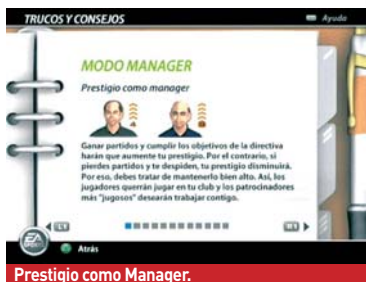 TRUCOS Y CONSEJOS
Ayuda
MODO MANAGER
Prestigio como manager
Ganar partidos y cumplir los objetivos de la directiva
harán que aumente tu prestigio. Por el contrario, si
pierdes partidos y te despiden, tu prestigio disminuirá.
Por eso, debes tratar de mantenerlo bien alto. Así, los
jugadores querrán jugar en tu club y los patrocinadores
más "jugosos" desearán trabajar contigo.
L1
R1
EA
SPORTS
Atrás
Prestigio como Manager.